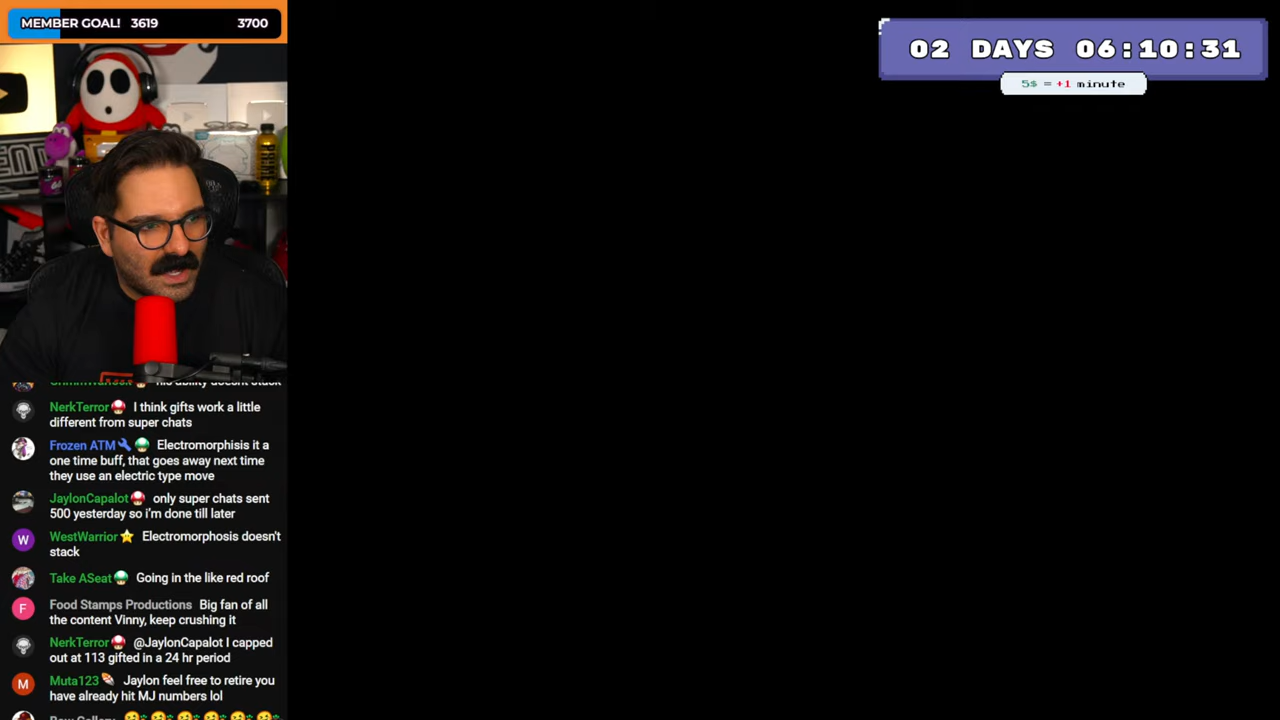 MEMBER GOAL! 3619 3700
02 DAYS 06:10:31
5$ = +1 minute
his ability doesnt stack
NerkTerror I think gifts work a little
different from super chats
Frozen ATM Electromorphisis it a
one time buff, that goes away next time
they use an electric type move
JaylonCapalot only super chats sent
500 yesterday so i'm done till later
W WestWarrior Electromorphosis doesn't
stack
Take ASeat Going in the like red roof
F Food Stamps Productions Big fan of all
the content Vinny, keep crushing it
NerkTerror @JaylonCapalot I capped
out at 113 gifted in a 24 hr period
M Muta123 Jaylon feel free to retire you
have already hit MJ numbers lol